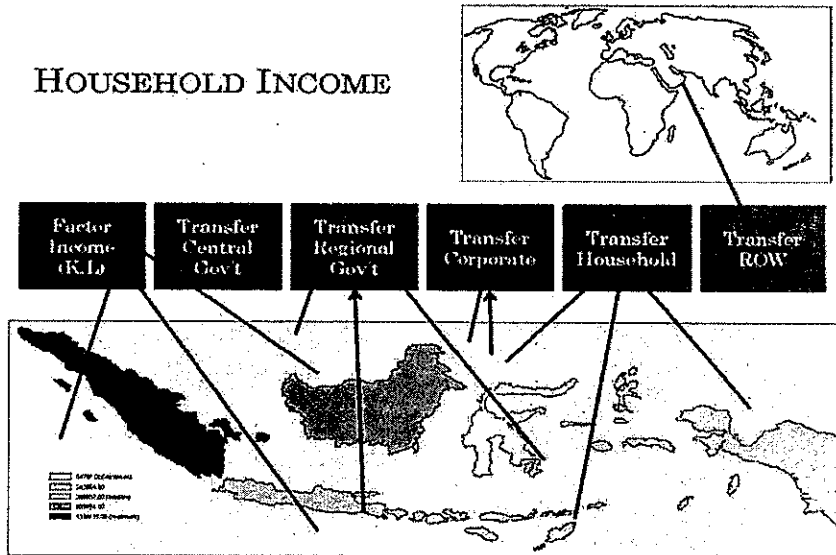 HOUSEHOLD INCOME
Factor
Income
(K,L)
Transfer
Central
Gov't
Transfer
Regional
Gov't
Transfer
Corporate
Transfer
Household
Transfer
ROW